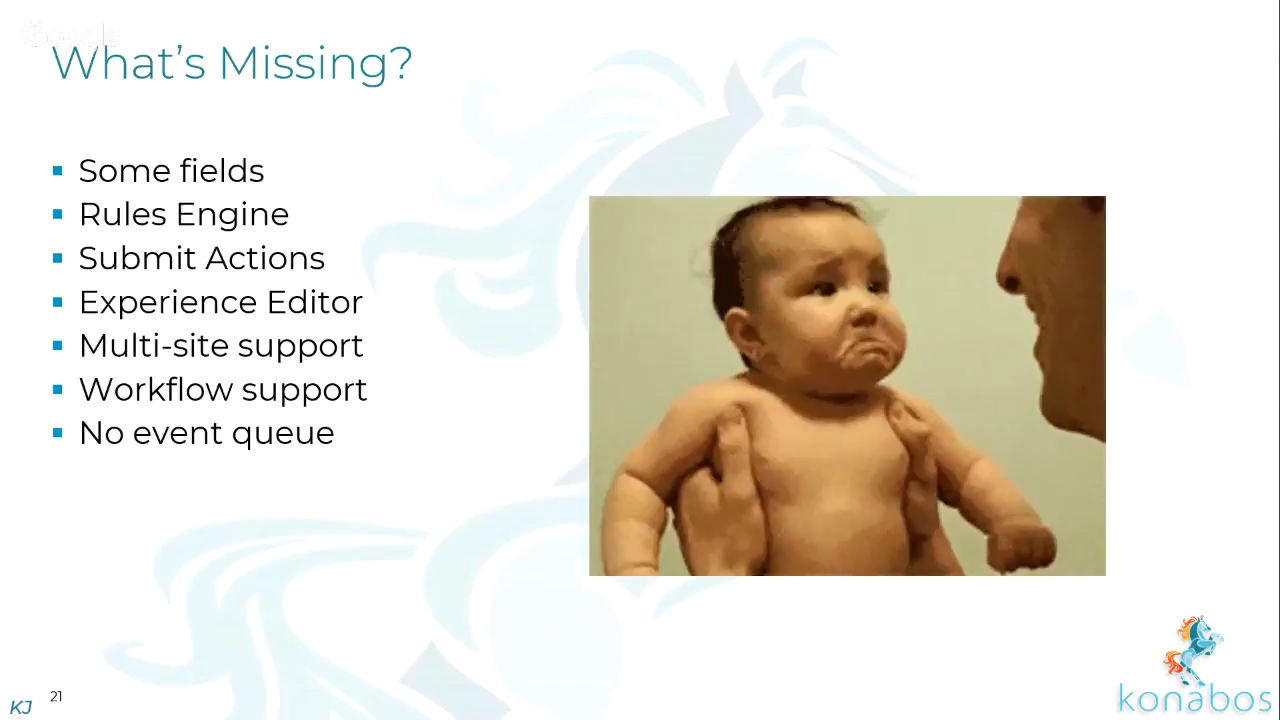 Google
What's Missing?
Some fields
Rules Engine
Submit Actions
Experience Editor
Multi-site support
Workflow support
No event queue
21
KJ
konabos